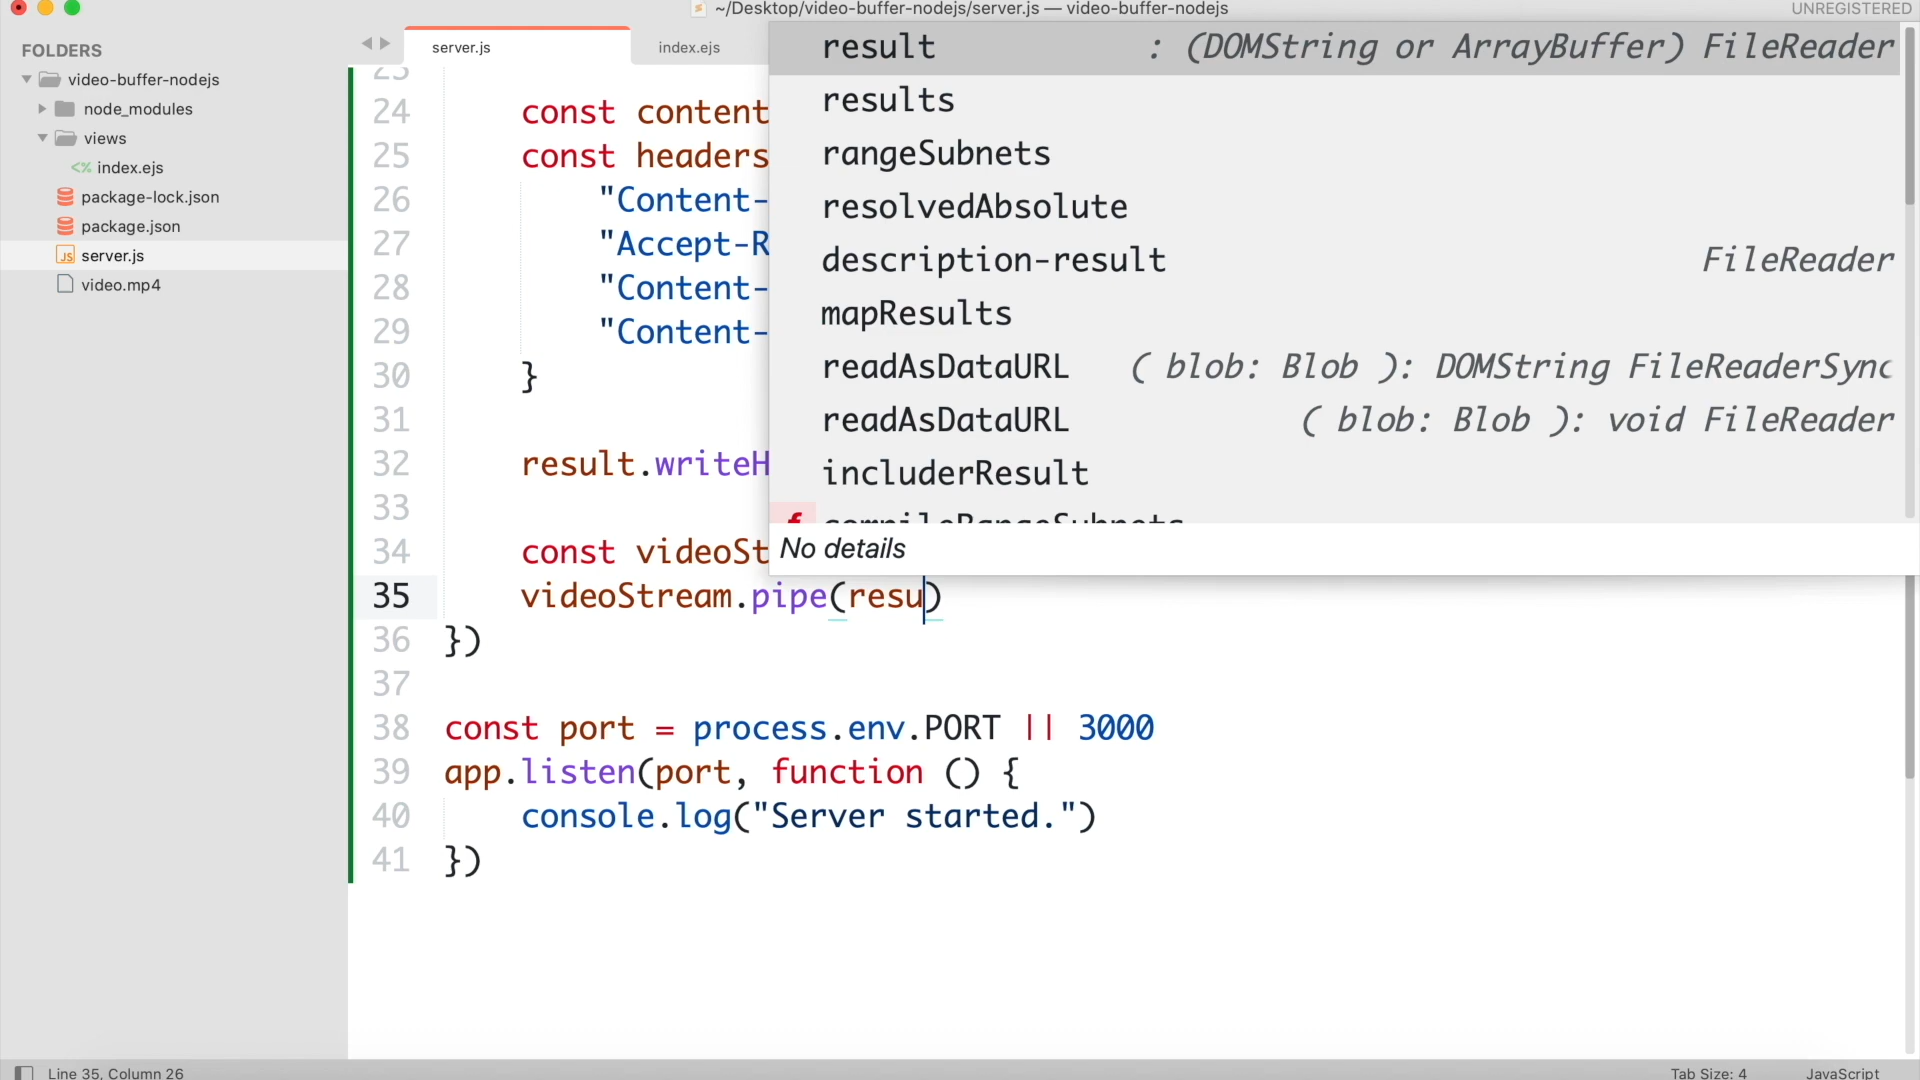 ~/Desktop/video-buffer-nodejs/server.js — video-buffer-nodejs
UNREGISTERED
FOLDERS
video-buffer-nodejs
node_modules
views
<% index.ejs
package-lock.json
package.json
JS server.js
video.mp4
server.js
index.ejs
23
24 const content
25 const headers
26 "Content-
27 "Accept-R
28 "Content-
29 "Content-
30 }
31
32 result.writeH
33
34 const videoSt
35 videoStream.pipe(resu)
36 })
37
38 const port = process.env.PORT || 3000
39 app.listen(port, function () {
40 console.log("Server started.")
41 })
result : (DOMString or ArrayBuffer) FileReader
results
rangeSubnets
resolvedAbsolute
description-result FileReader
mapResults
readAsDataURL ( blob: Blob ): DOMString FileReaderSync
readAsDataURL ( blob: Blob ): void FileReader
includerResult
f compileRangeSubnets
No details
Line 35, Column 26
Tab Size: 4
JavaScript